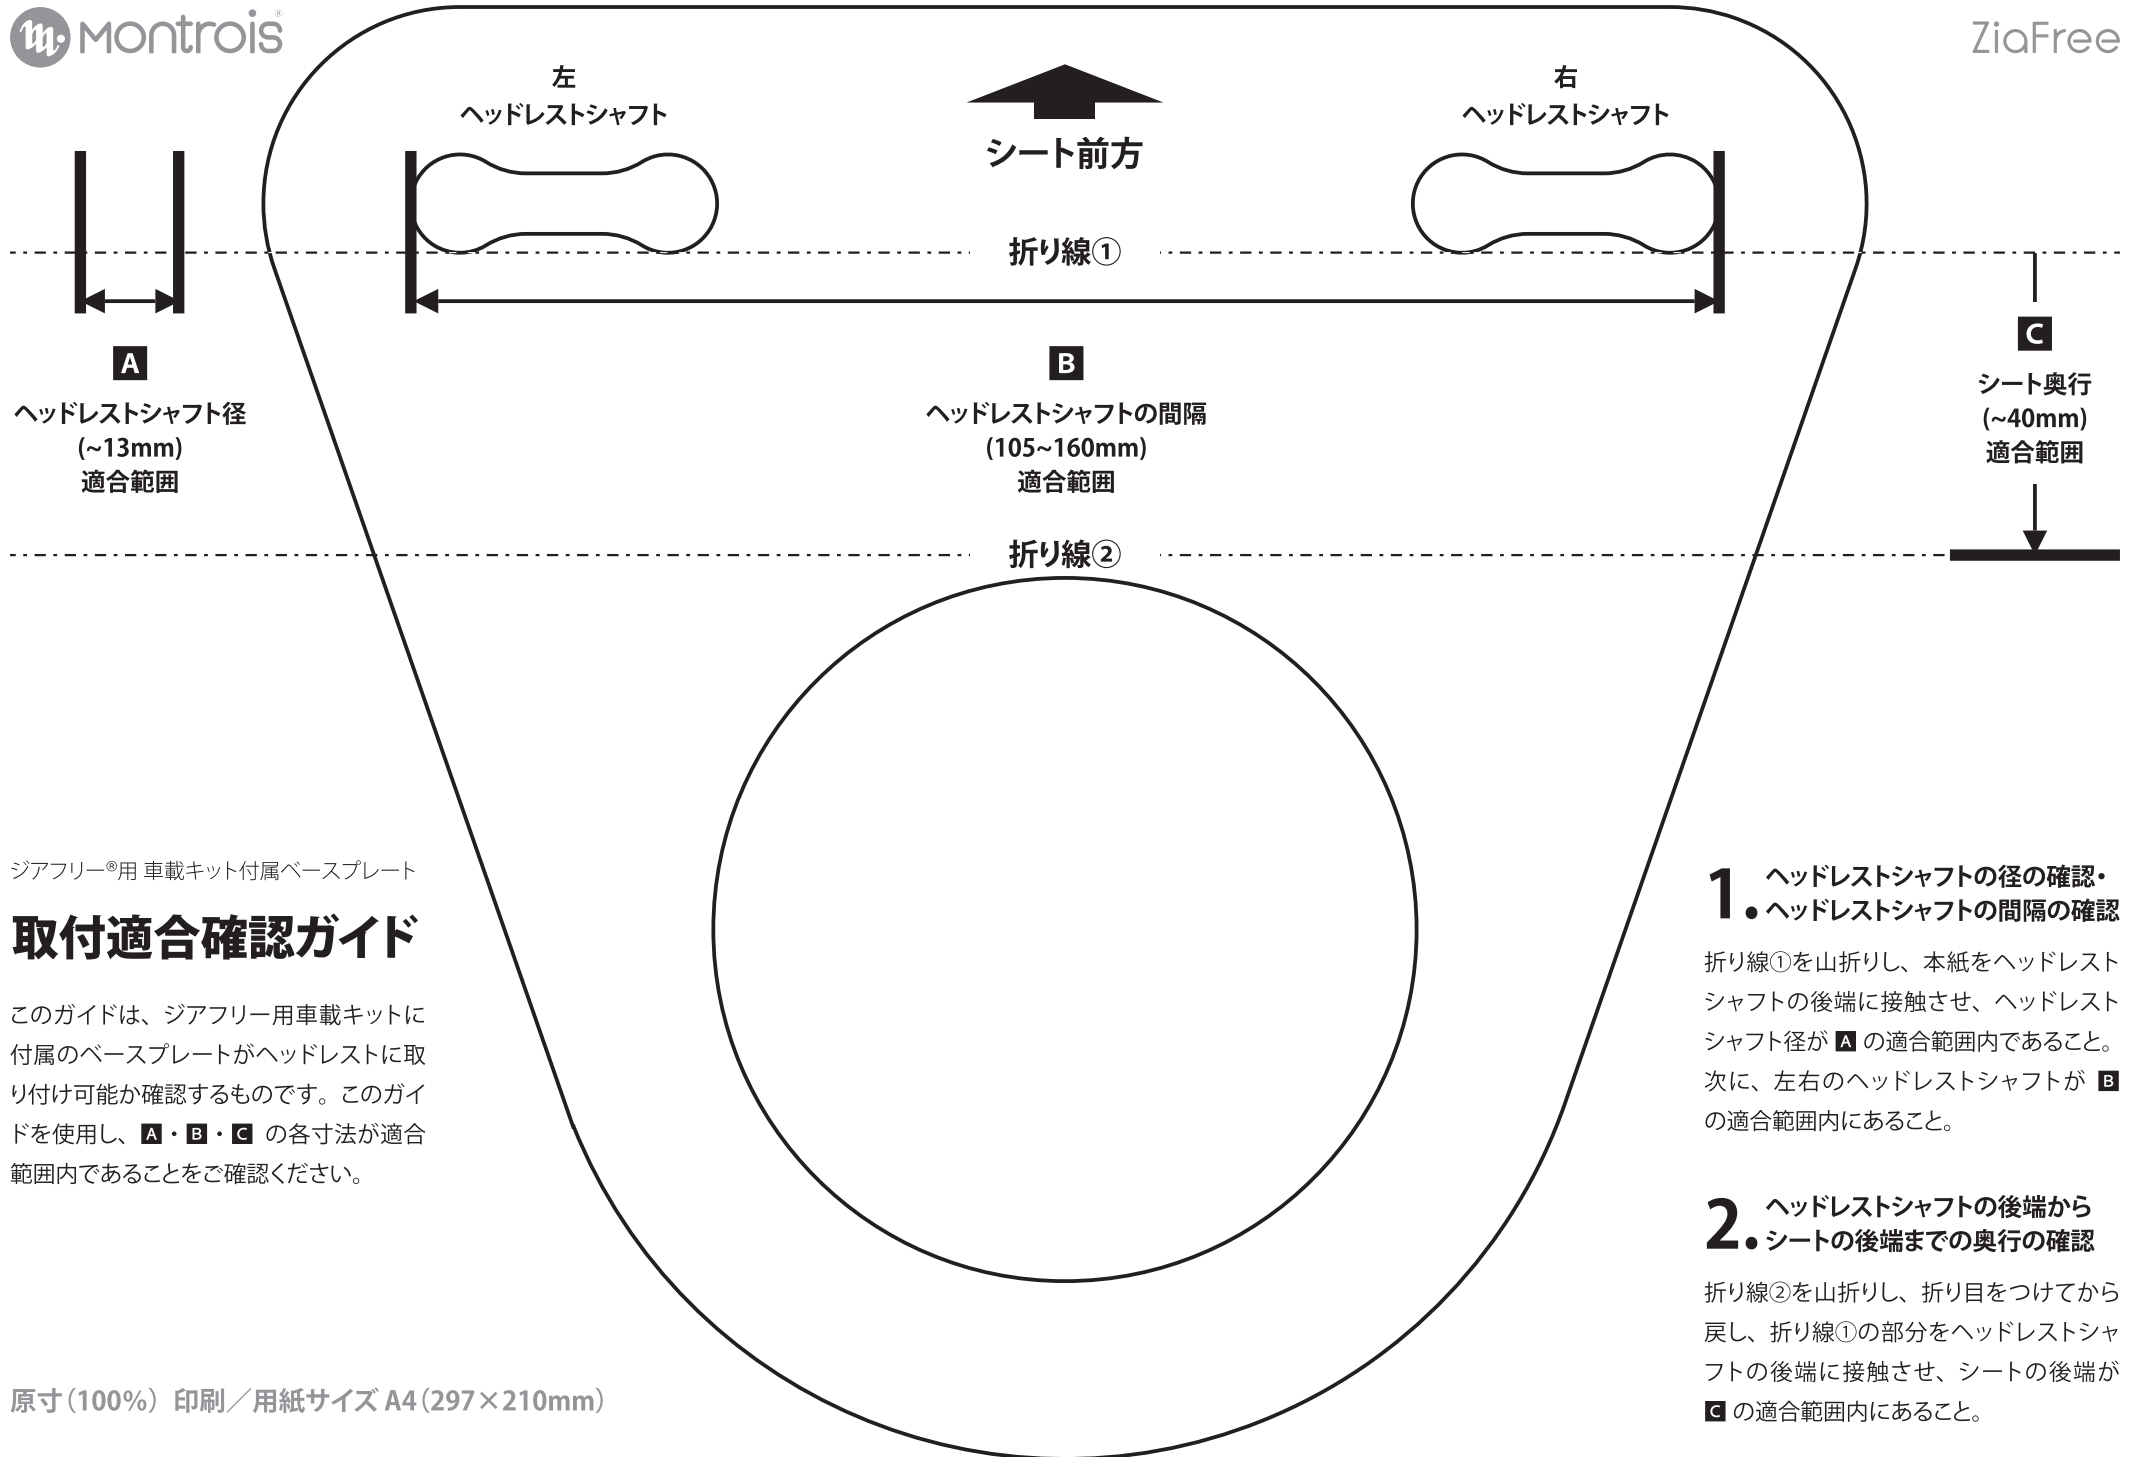 Montrois®
ZiaFree
左
ヘッドレストシャフト
シート前方
右
ヘッドレストシャフト
折り線①
A
ヘッドレストシャフト径
(~13mm)
適合範囲
B
ヘッドレストシャフトの間隔
(105~160mm)
適合範囲
C
シート奥行
(~40mm)
適合範囲
折り線②
ジアフリー®用 車載キット付属ベースプレート
取付適合確認ガイド
このガイドは、ジアフリー用車載キットに
付属のベースプレートがヘッドレストに取
り付け可能か確認するものです。このガイ
ドを使用し、A・B・C の各寸法が適合
範囲内であることをご確認ください。
原寸（100%）印刷／用紙サイズ A4（297×210mm）
1. ヘッドレストシャフトの径の確認・
ヘッドレストシャフトの間隔の確認
折り線①を山折りし、本紙をヘッドレスト
シャフトの後端に接触させ、ヘッドレスト
シャフト径が A の適合範囲内であること。
次に、左右のヘッドレストシャフトが B
の適合範囲内にあること。
2. ヘッドレストシャフトの後端から
シートの後端までの奥行の確認
折り線②を山折りし、折り目をつけてから
戻し、折り線①の部分をヘッドレストシャ
フトの後端に接触させ、シートの後端が
C の適合範囲内にあること。